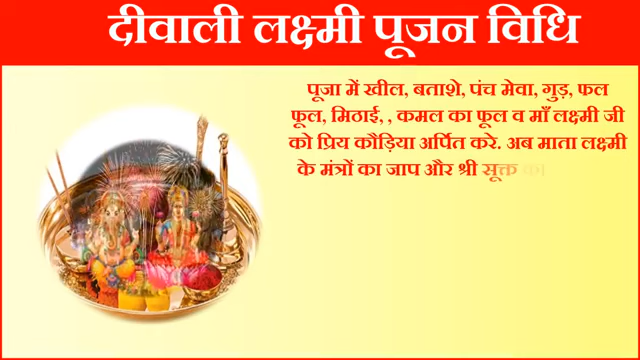 दीवाली लक्ष्मी पूजन विधि
पूजा में खील, बताशे, पंच मेवा, गुड़, फल
फूल, मिठाई, , कमल का फूल व माँ लक्ष्मी जी
को प्रिय कौड़िया अर्पित करे. अब माता लक्ष्मी
के मंत्रों का जाप और श्री सूक्त का